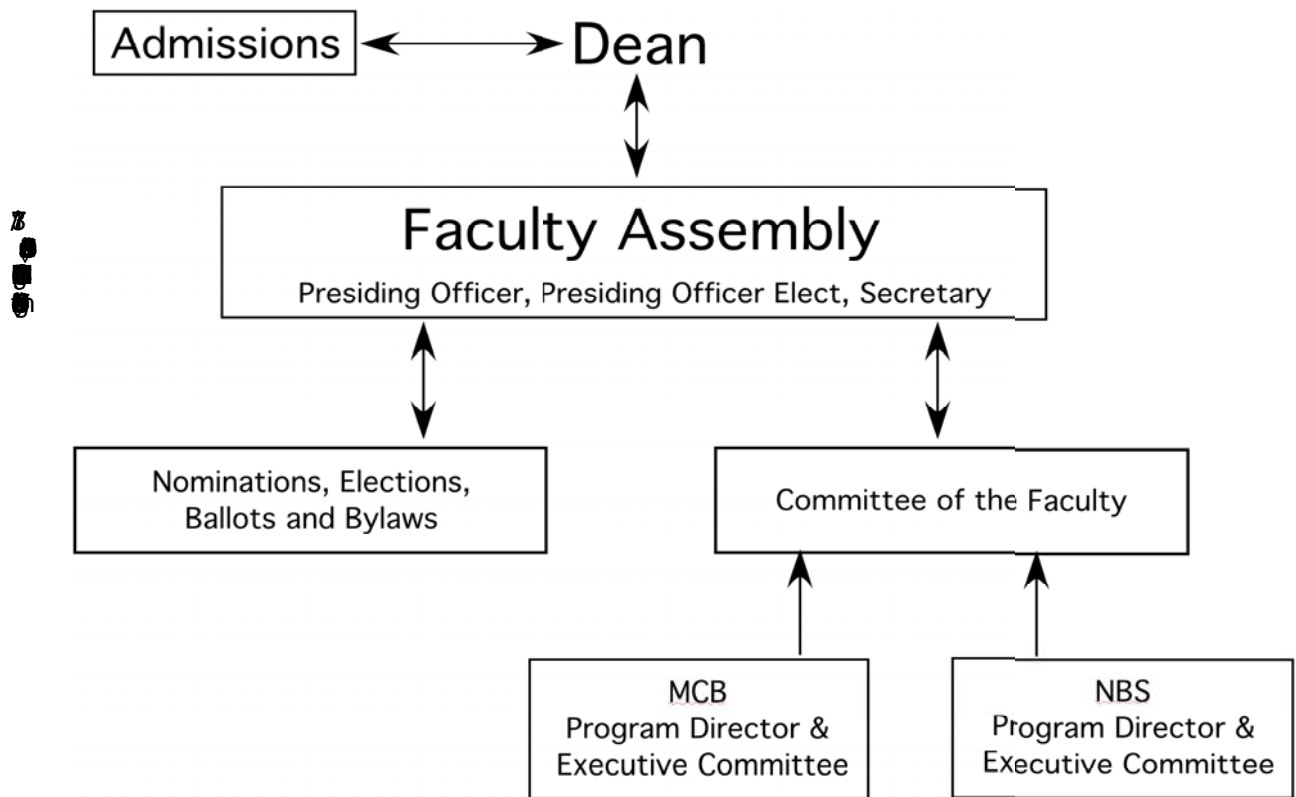 Admissions
Dean
Faculty Assembly
Presiding Officer, Presiding Officer Elect, Secretary
Nominations, Elections,
Ballots and Bylaws
Committee of the Faculty
MCB
Program Director &
Executive Committee
NBS
Program Director &
Executive Committee